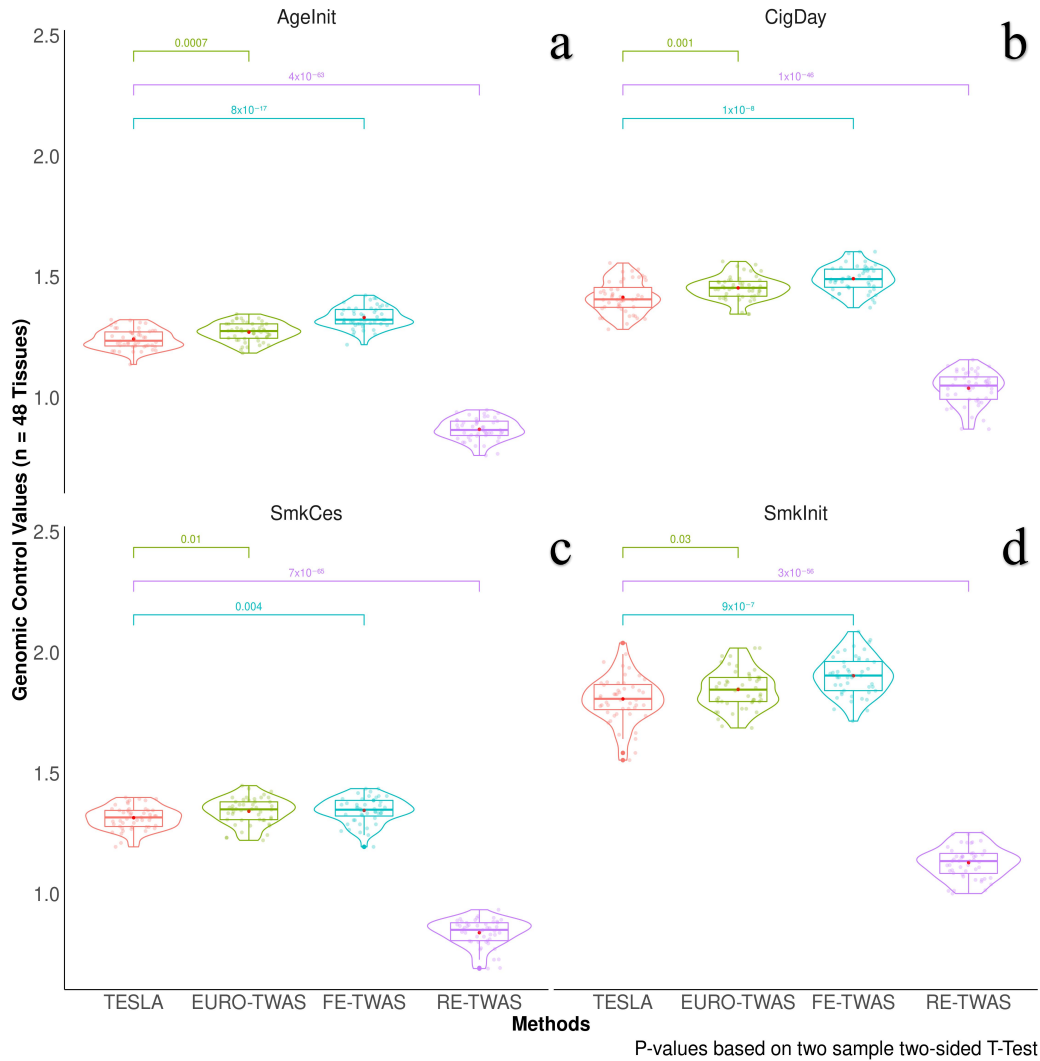 AgeInit
a
2.5
0.0007
4x10⁻⁶³
8x10⁻¹⁷
2.0
1.5
1.0
CigDay
b
0.001
1x10⁻⁴⁶
1x10⁻⁸
Genomic Control Values (n = 48 Tissues)
SmkCes
c
2.5
0.01
7x10⁻⁶⁵
0.004
2.0
1.5
1.0
SmkInit
d
0.03
3x10⁻⁵⁶
9x10⁻⁷
TESLA EURO-TWAS FE-TWAS RE-TWAS TESLA EURO-TWAS FE-TWAS RE-TWAS
Methods
P-values based on two sample two-sided T-Test